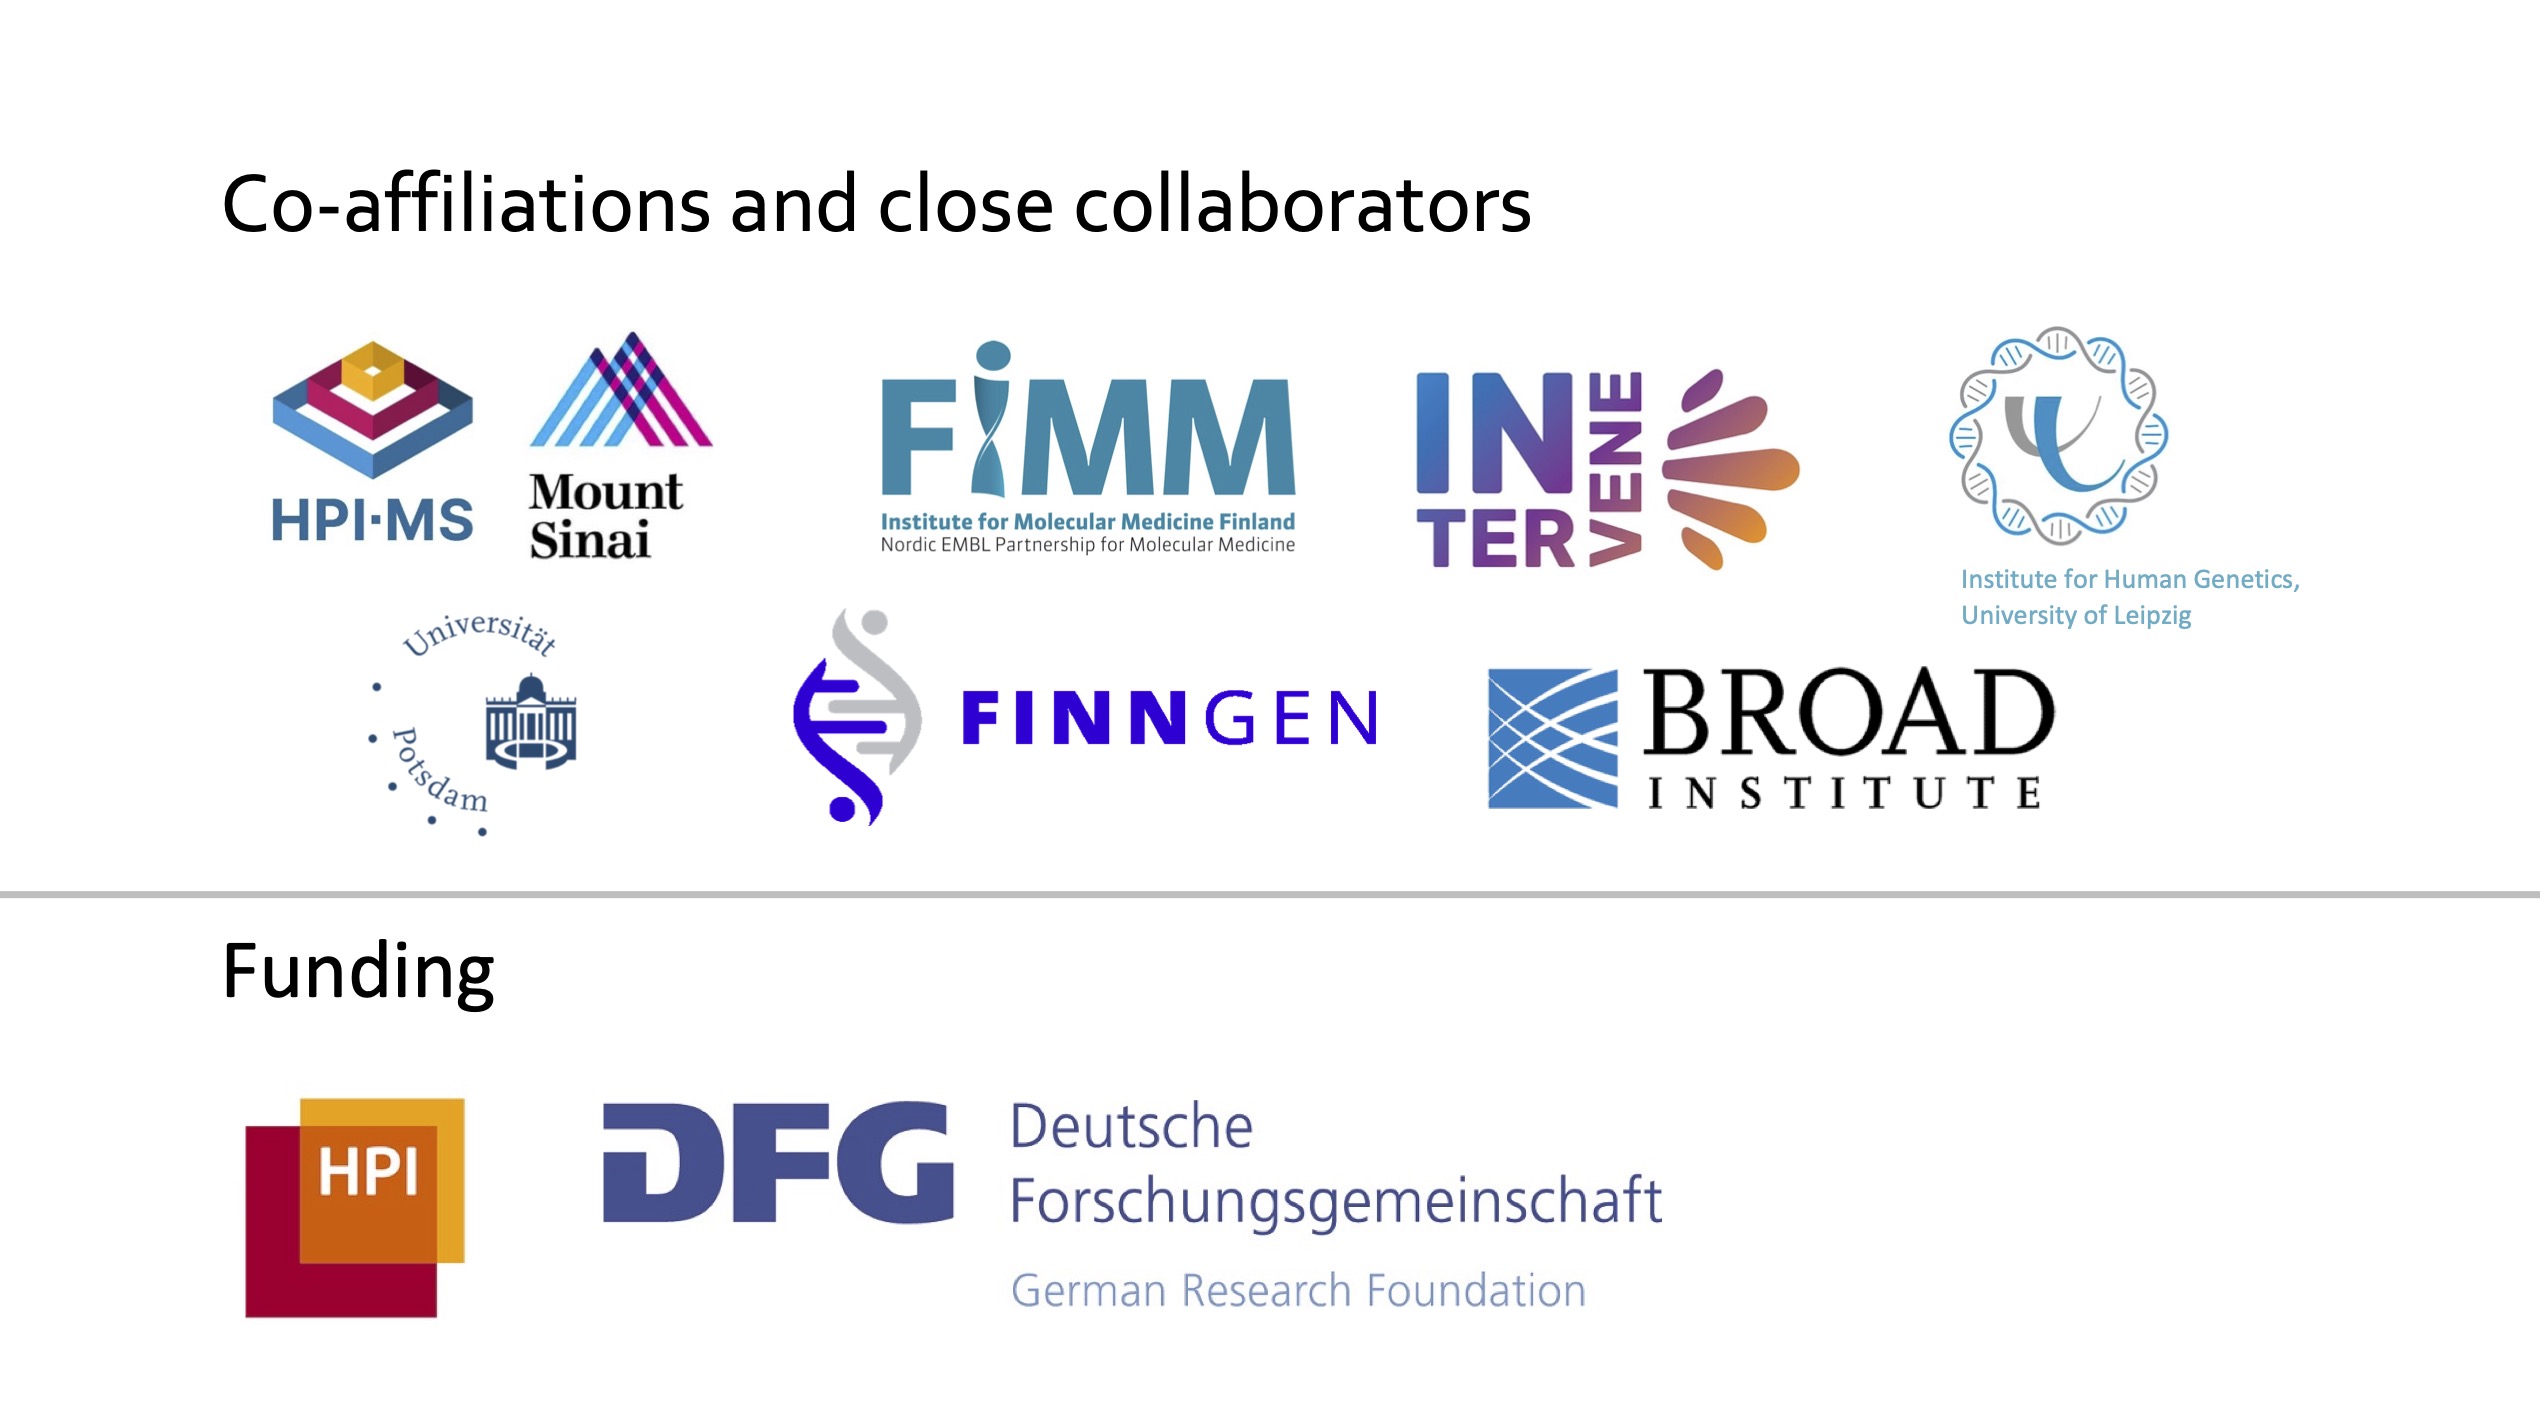 Co-affiliations and close collaborators
HPI·MS
Mount
Sinai
FiMM
Institute for Molecular Medicine Finland
Nordic EMBL Partnership for Molecular Medicine
IN
TER
VENE
Institute for Human Genetics,
University of Leipzig
Universität
Potsdam
FINNGEN
BROAD
INSTITUTE
Funding
HPI
DFG
Deutsche
Forschungsgemeinschaft
German Research Foundation